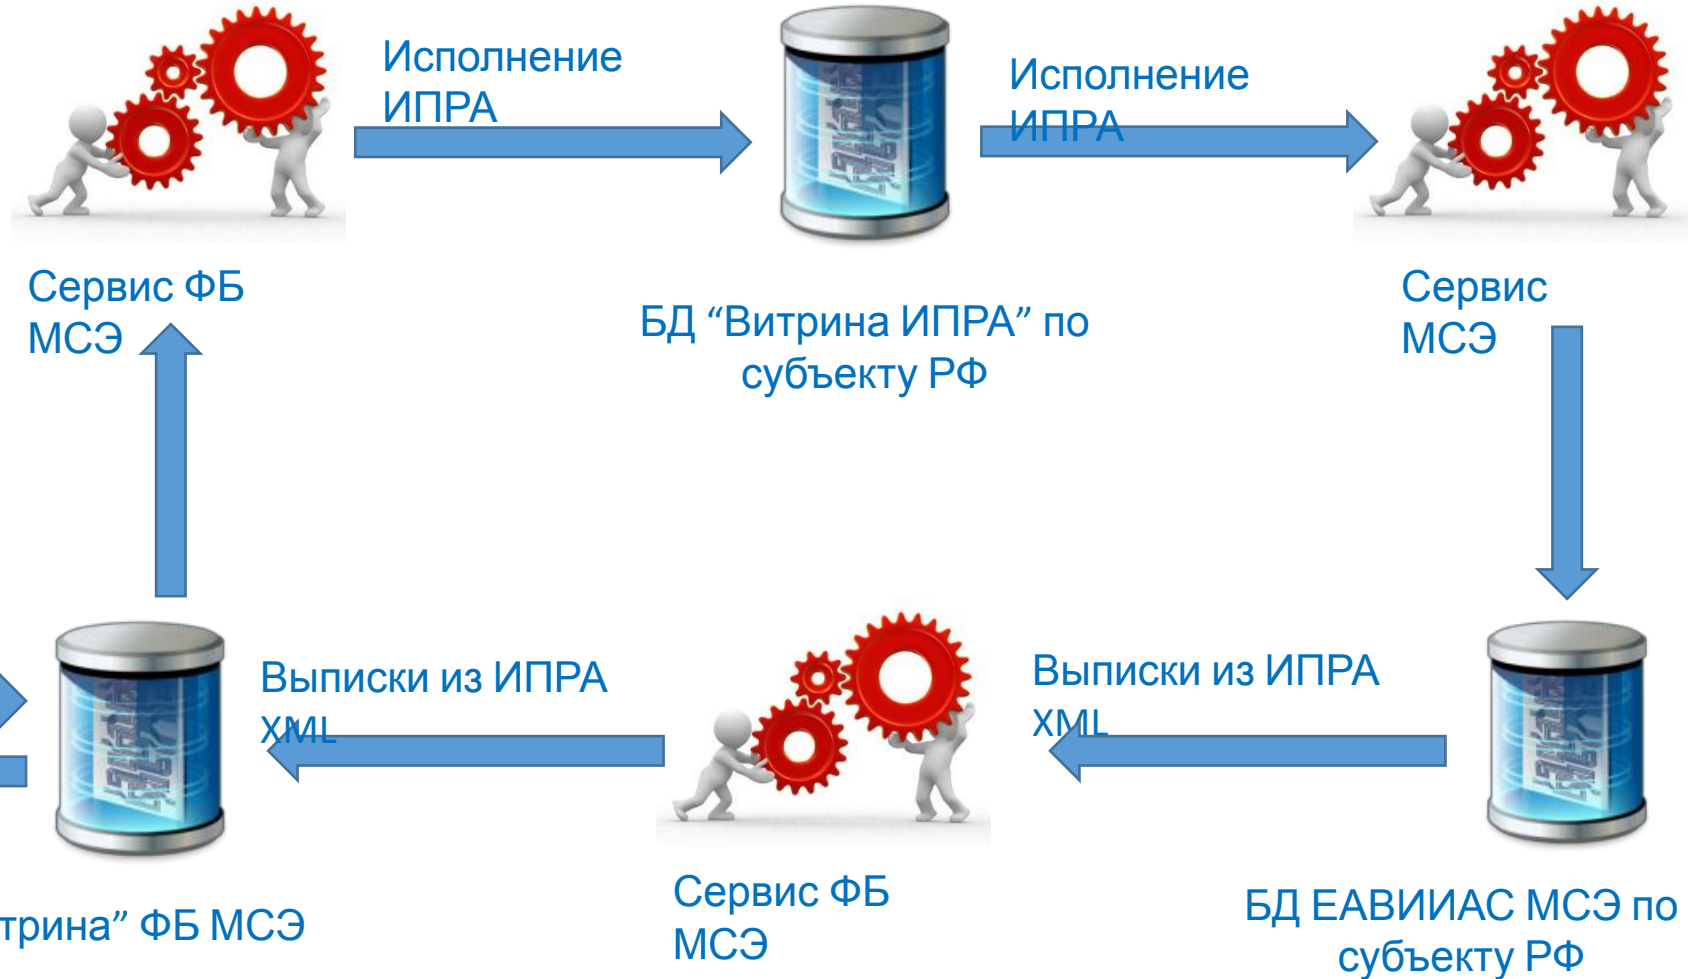 Исполнение
ИПРА
Исполнение
ИПРА
Сервис ФБ
МСЭ
БД “Витрина ИПРА” по
субъекту РФ
Сервис
МСЭ
Выписки из ИПРА
XML
Выписки из ИПРА
XML
трина” ФБ МСЭ
Сервис ФБ
МСЭ
БД ЕАВИИАС МСЭ по
субъекту РФ